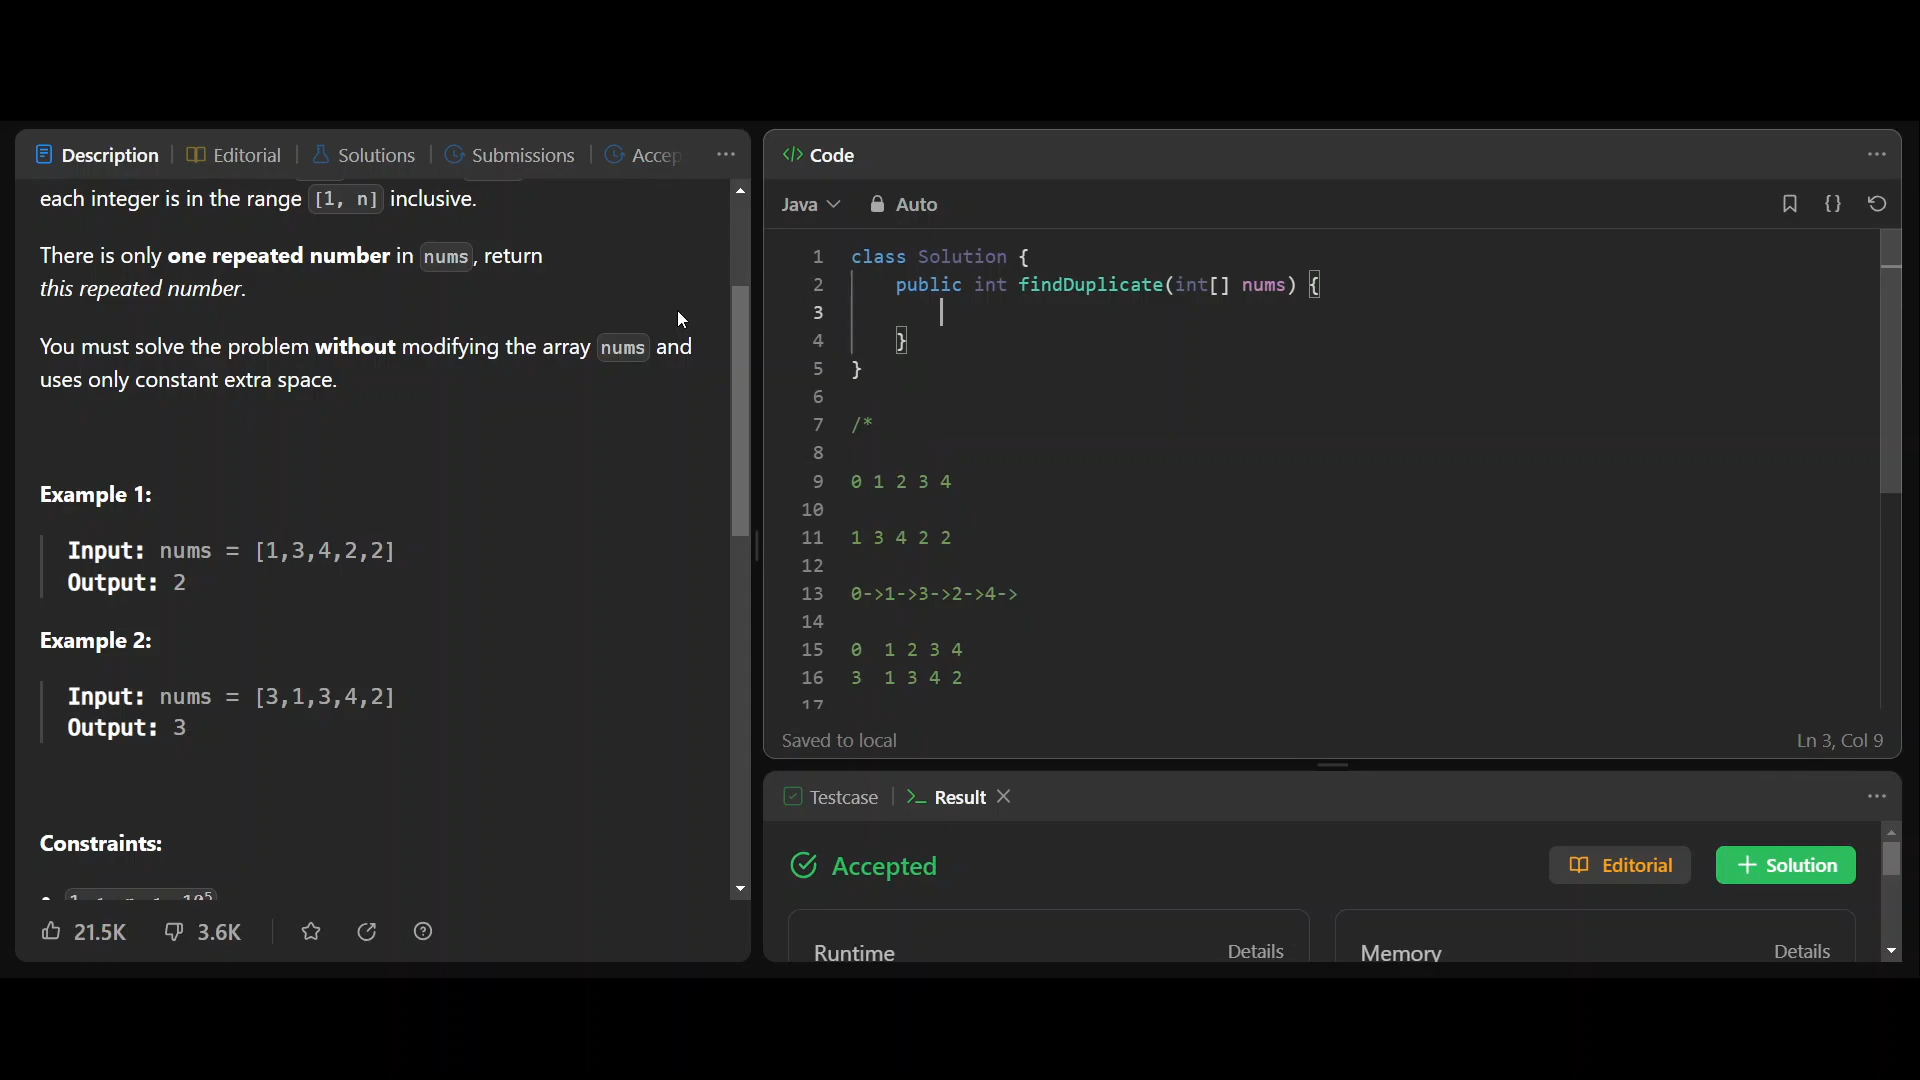 Description
Editorial
Solutions
Submissions
Accep
each integer is in the range [1, n] inclusive.
There is only one repeated number in nums, return
this repeated number.
You must solve the problem without modifying the array nums and
uses only constant extra space.
Example 1:
Input: nums = [1,3,4,2,2]
Output: 2
Example 2:
Input: nums = [3,1,3,4,2]
Output: 3
Constraints:
21.5K
3.6K
</> Code
Java
Auto
{}
1 class Solution {
2 public int findDuplicate(int[] nums) {
3
4 }
5 }
6
7 /*
8
9 0 1 2 3 4
10
11 1 3 4 2 2
12
13 0->1->3->2->4->
14
15 0 1 2 3 4
16 3 1 3 4 2
17
Saved to local
Ln 3, Col 9
Testcase
Result
Accepted
Editorial
+ Solution
Runtime
Details
Memory
Details